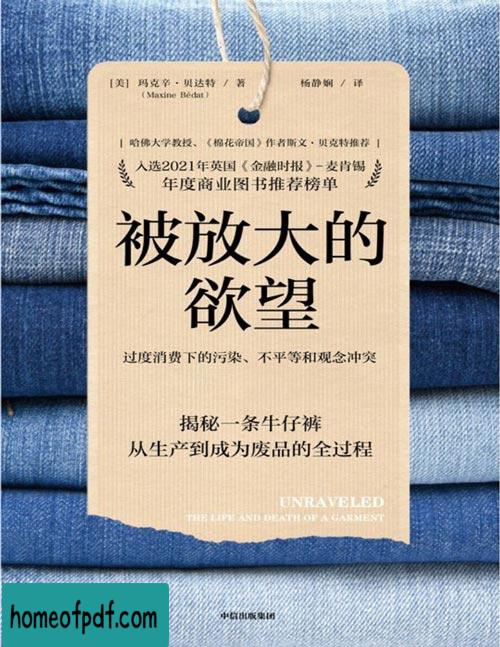 [美] 玛克辛·贝达特 / 著 杨静娴 / 译
(Maxine Bédat)
| 哈佛大学教授、《棉花帝国》作者斯文·贝克特推荐 |
入选2021年英国《金融时报》-麦肯锡
年度商业图书推荐榜单
被放大的
欲望
过度消费下的污染、不平等和观念冲突
揭秘一条牛仔裤
从生产到成为废品的全过程
UNRAVELED
THE LIFE AND DEATH OF A GARMENT
homeofpdf.com
中信出版集团